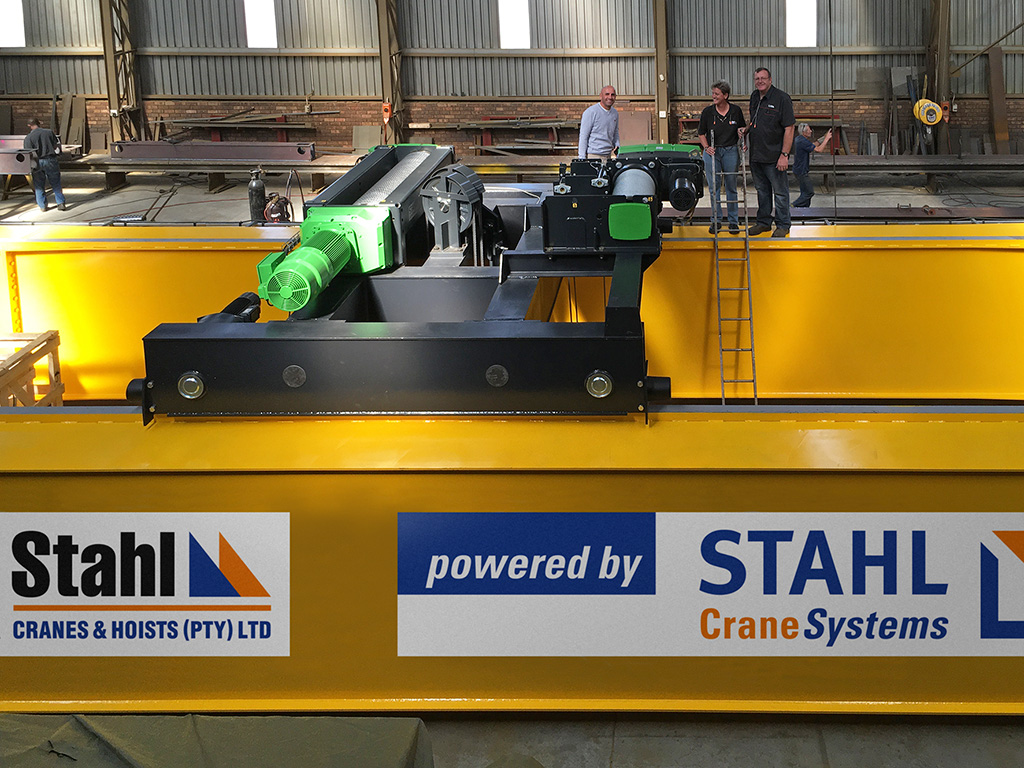 Stahl
CRANES & HOISTS (PTY) LTD
powered by
STAHL
CraneSystems